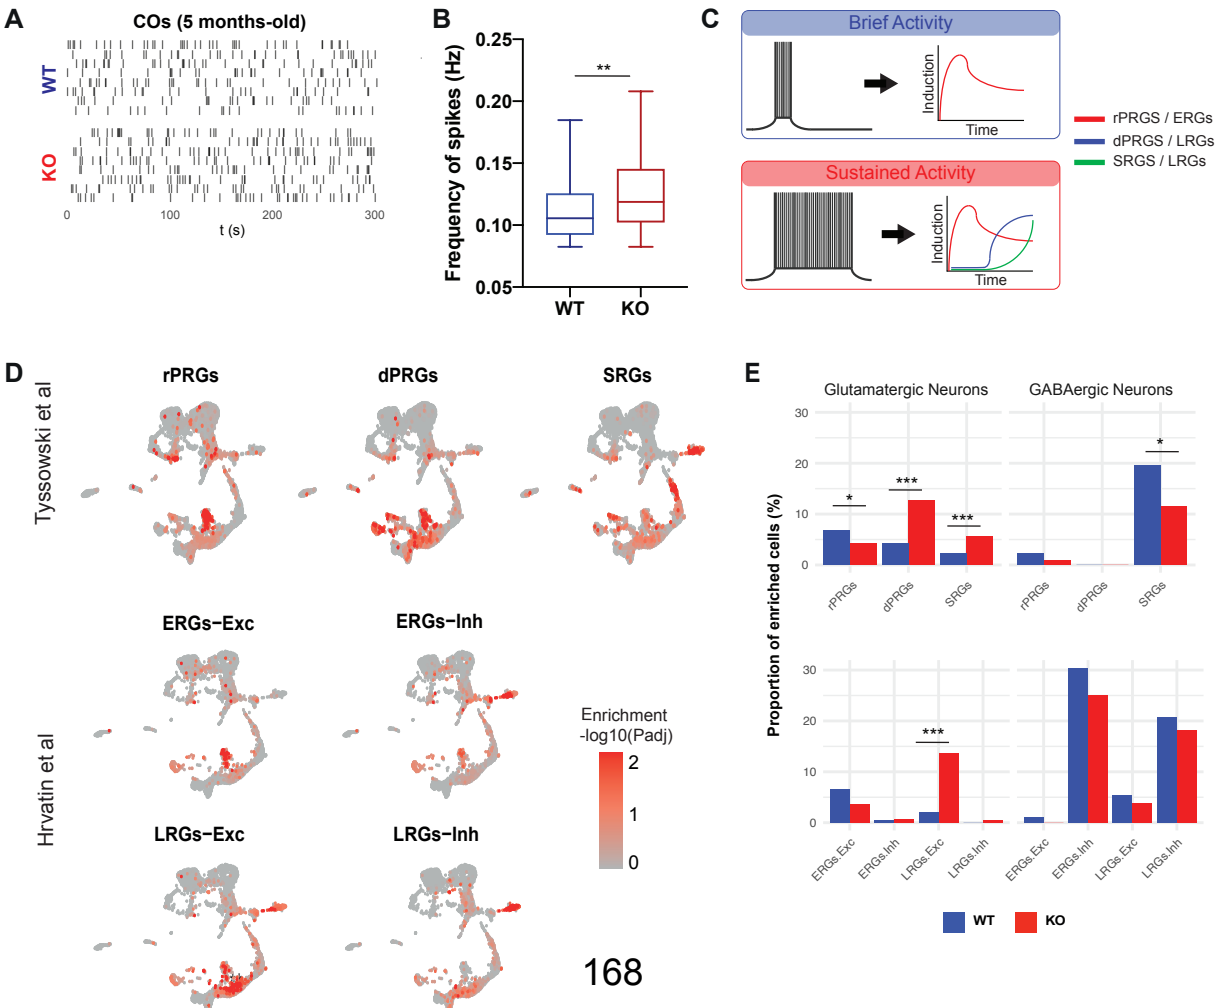 A
COs (5 months-old)
WT
KO
0 100 200 300
t (s)
B
Frequency of spikes (Hz)
0.25
0.20
0.15
0.10
0.05
**
WT KO
C
Brief Activity
Induction
Time
Sustained Activity
Induction
Time
rPRGS / ERGs
dPRGS / LRGs
SRGS / LRGs
D
Tyssowski et al
rPRGs dPRGs SRGs
Hrvatin et al
ERGs-Exc ERGs-Inh
LRGs-Exc LRGs-Inh
Enrichment
-log10(Padj)
2
1
0
E
Proportion of enriched cells (%)
Glutamatergic Neurons GABAergic Neurons
30
20
10
0
* *** *** *
rPRGs dPRGs SRGs rPRGs dPRGs SRGs
30
20
10
0
***
ERGs.Exc ERGs.Inh LRGs.Exc LRGs.Inh ERGs.Exc ERGs.Inh LRGs.Exc LRGs.Inh
WT KO
168